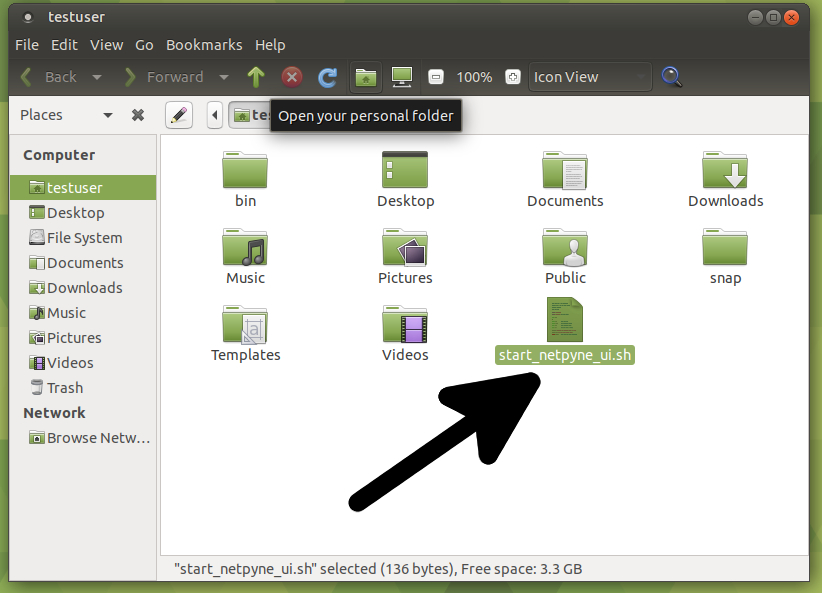 testuser
File Edit View Go Bookmarks Help
Back Forward 100% Icon View
Places tes
Open your personal folder
Computer
testuser
Desktop
File System
Documents
Downloads
Music
Pictures
Videos
Trash
Network
Browse Netw...
bin Desktop Documents Downloads
Music Pictures Public snap
a
Templates Videos start_netpyne_ui.sh
"start_netpyne_ui.sh" selected (136 bytes), Free space: 3.3 GB